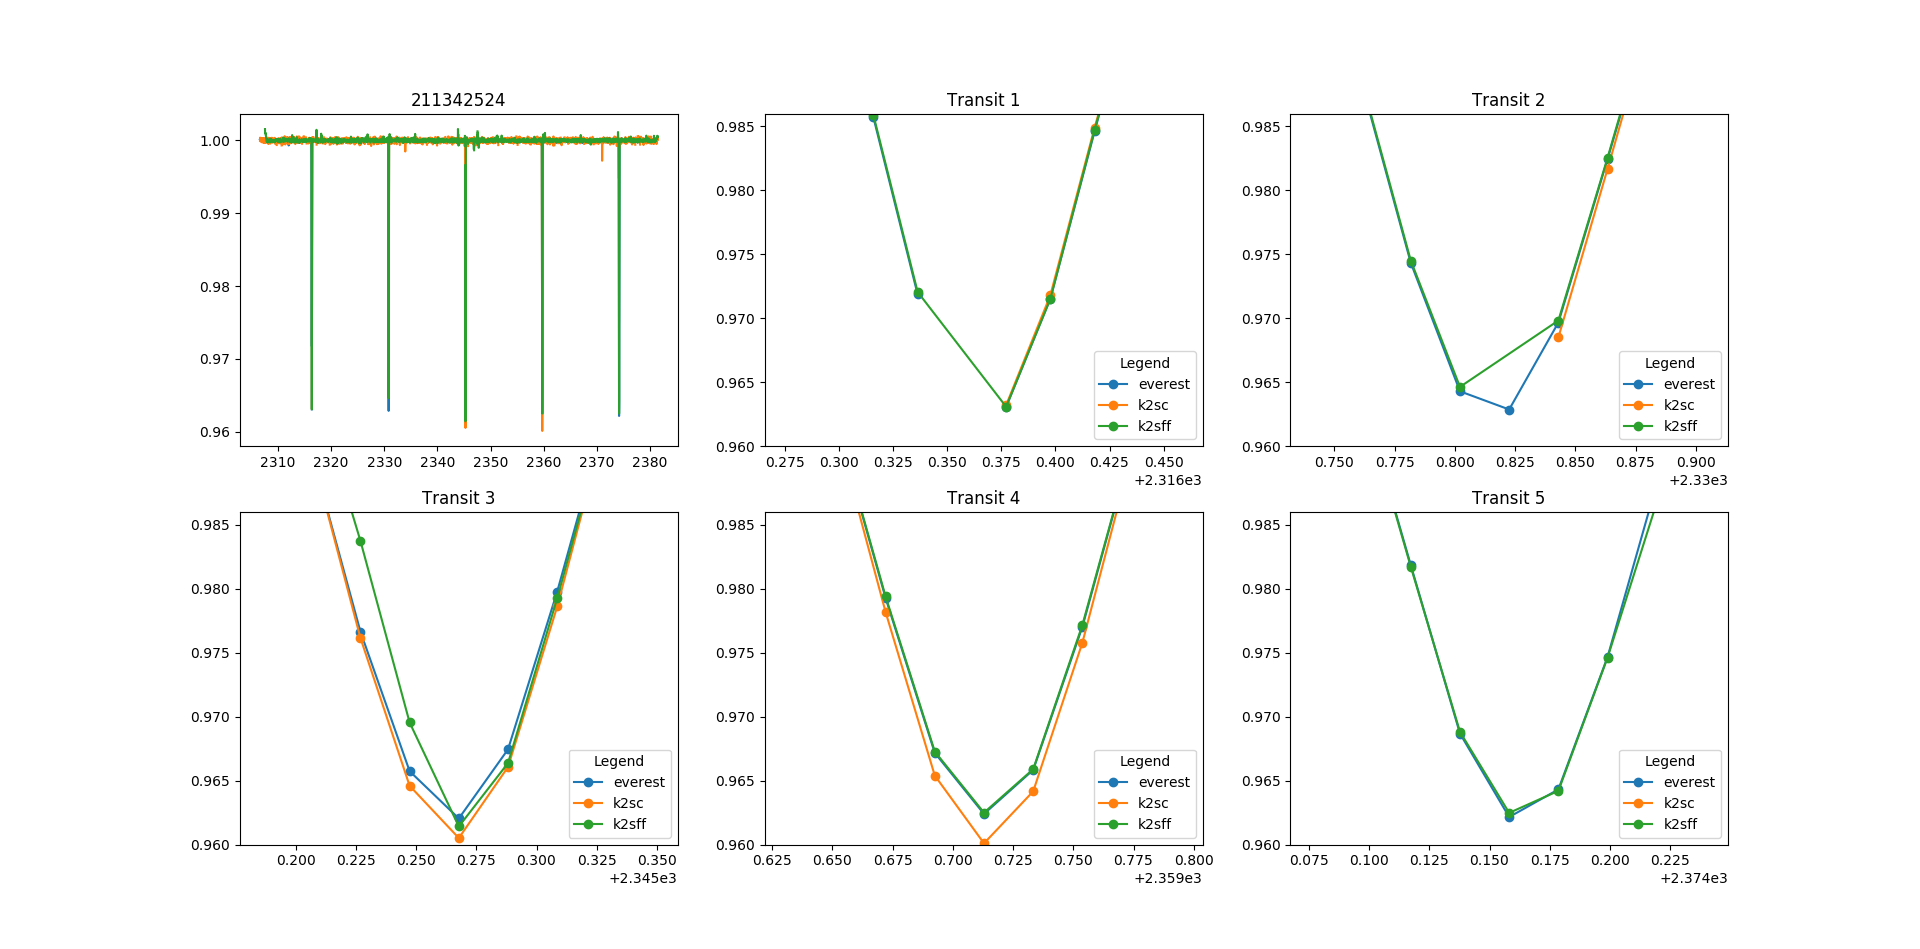 211342524
1.00
0.99
0.98
0.97
0.96
2310 2320 2330 2340 2350 2360 2370 2380
Transit 1
0.985
0.980
0.975
0.970
0.965
0.960
Legend
everest
k2sc
k2sff
0.275 0.300 0.325 0.350 0.375 0.400 0.425 0.450
+2.316e3
Transit 2
0.985
0.980
0.975
0.970
0.965
0.960
Legend
everest
k2sc
k2sff
0.750 0.775 0.800 0.825 0.850 0.875 0.900
+2.33e3
Transit 3
0.985
0.980
0.975
0.970
0.965
0.960
Legend
everest
k2sc
k2sff
0.200 0.225 0.250 0.275 0.300 0.325 0.350
+2.345e3
Transit 4
0.985
0.980
0.975
0.970
0.965
0.960
Legend
everest
k2sc
k2sff
0.625 0.650 0.675 0.700 0.725 0.750 0.775 0.800
+2.359e3
Transit 5
0.985
0.980
0.975
0.970
0.965
0.960
Legend
everest
k2sc
k2sff
0.075 0.100 0.125 0.150 0.175 0.200 0.225
+2.374e3